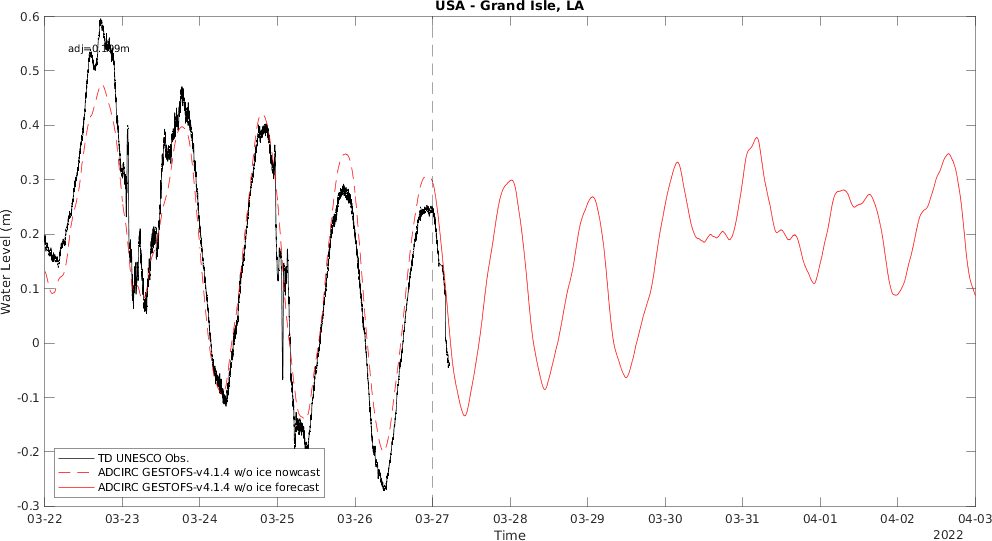 USA - Grand Isle, LA
0.6
0.5
0.4
0.3
0.2
0.1
0
-0.1
-0.2
-0.3
Water Level (m)
TD UNESCO Obs.
ADCIRC GESTOFS-v4.1.4 w/o ice nowcast
ADCIRC GESTOFS-v4.1.4 w/o ice forecast
03-22 03-23 03-24 03-25 03-26 03-27 03-28 03-29 03-30 03-31 04-01 04-02 04-03
Time
2022